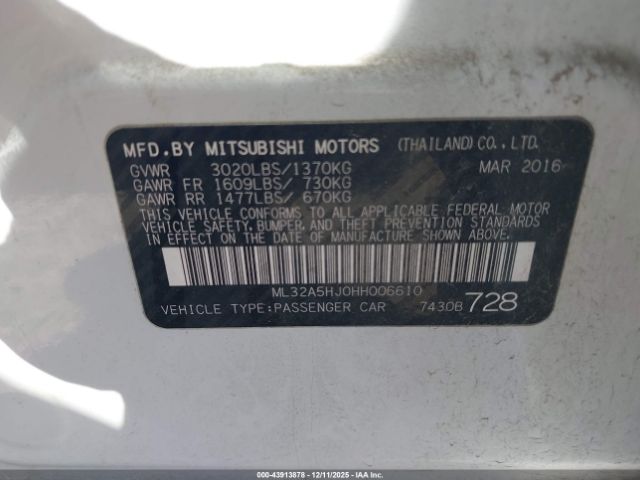 MFD.BY MITSUBISHI MOTORS (THAILAND)CO.,LTD.
GVWR 3020LBS/1370KG MAR 2016
GAWR FR 1609LBS/ 730KG
GAWR RR 1477LBS/ 670KG
THIS VEHICLE CONFORMS TO ALL APPLICABLE FEDERAL MOTOR
VEHICLE SAFETY, BUMPER, AND THEFT PREVENTION STANDARDS
IN EFFECT ON THE DATE OF MANUFACTURE SHOWN ABOVE.
ML32A5HJ0HH006610
VEHICLE TYPE:PASSENGER CAR 7430B 728
000-43913878 - 12/11/2025 - IAA Holdings, LLC.